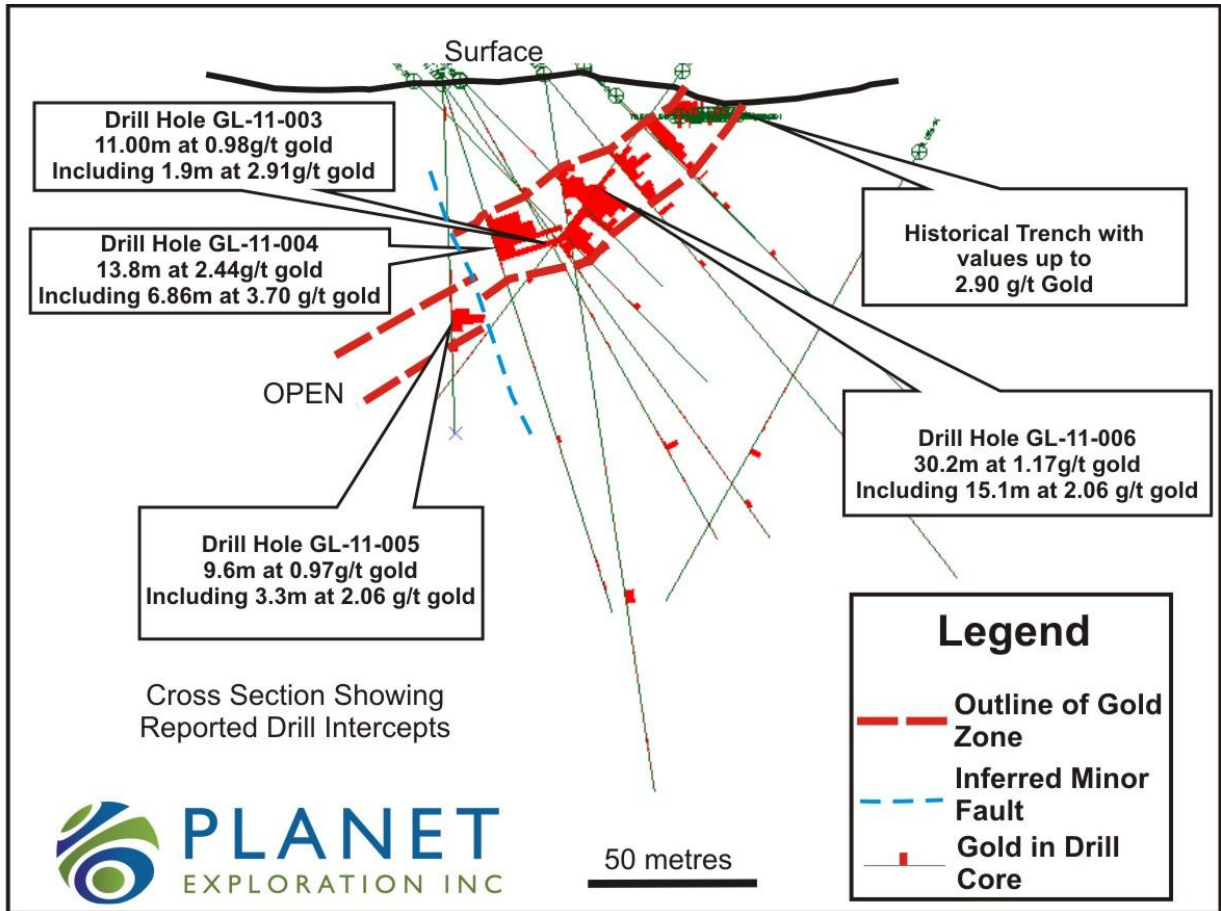 Surface
Drill Hole GL-11-003
11.00m at 0.98g/t gold
Including 1.9m at 2.91g/t gold
Drill Hole GL-11-004
13.8m at 2.44g/t gold
Including 6.86m at 3.70 g/t gold
Historical Trench with
values up to
2.90 g/t Gold
OPEN
Drill Hole GL-11-006
30.2m at 1.17g/t gold
Including 15.1m at 2.06 g/t gold
Drill Hole GL-11-005
9.6m at 0.97g/t gold
Including 3.3m at 2.06 g/t gold
Cross Section Showing
Reported Drill Intercepts
Legend
Outline of Gold
Zone
Inferred Minor
Fault
Gold in Drill
Core
PLANET
EXPLORATION INC
50 metres